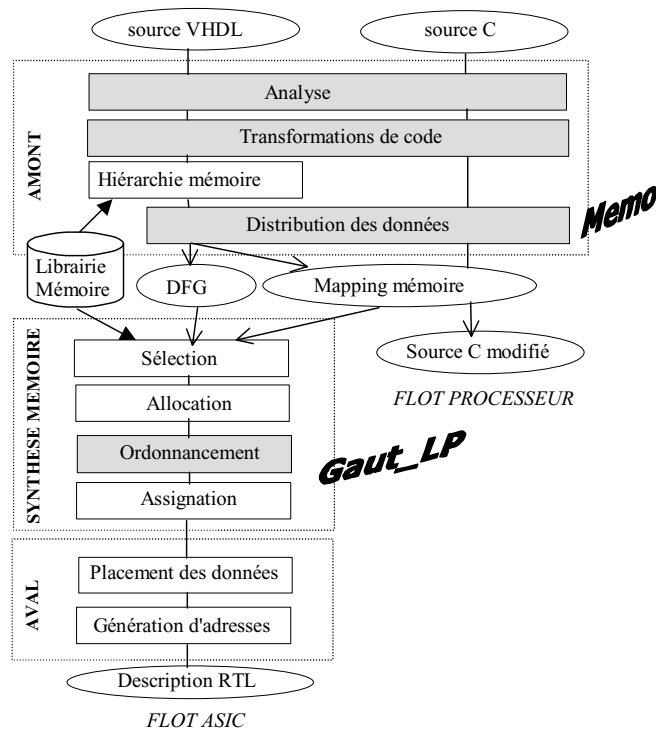 source VHDL
source C
Analyse
Transformations de code
AMONT
Hiérarchie mémoire
Distribution des données
Memo
Librairie
Mémoire
DFG
Mapping mémoire
Sélection
Source C modifié
Allocation
FLOT PROCESSEUR
SYNTHESE MEMOIRE
Ordonnancement
Gaut_LP
Assignation
AVAL
Placement des données
Génération d'adresses
Description RTL
FLOT ASIC